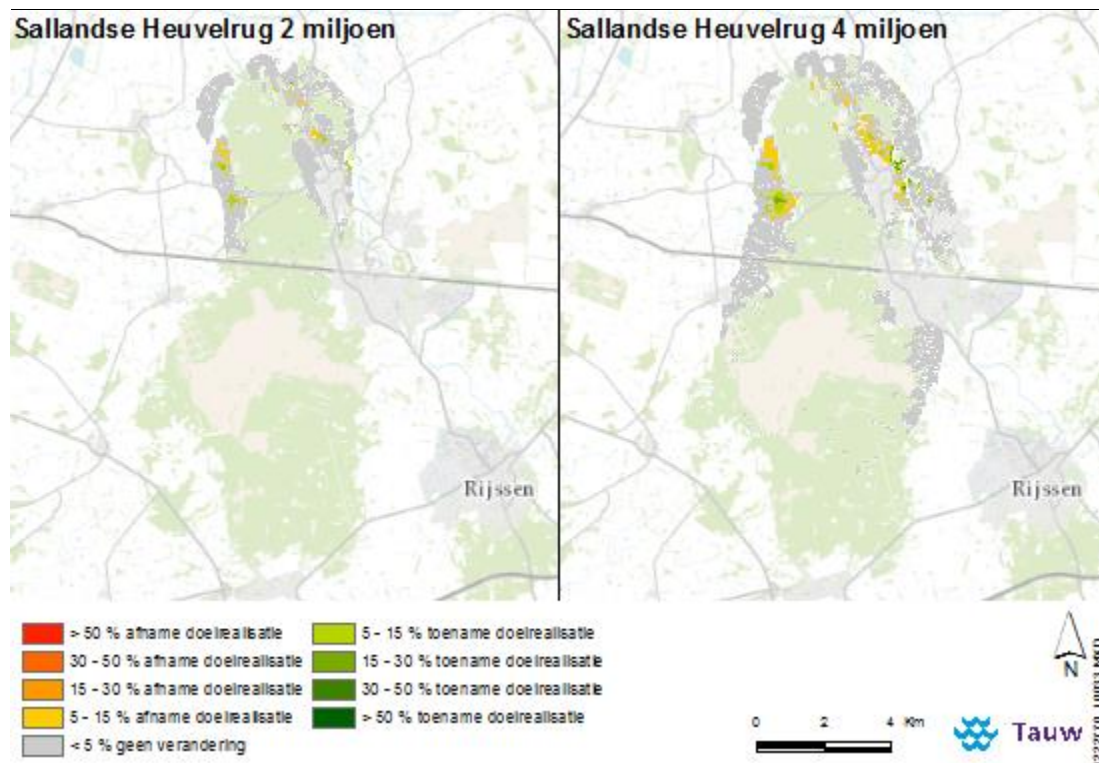 Sallandse Heuvelrug 2 miljoen
Sallandse Heuvelrug 4 miljoen
Rijssen
Rijssen
> 50 % afname doelrealisatie
30 - 50 % afname doelrealisatie
15 - 30 % afname doelrealisatie
5 - 15 % afname doelrealisatie
< 5 % geen verandering
5 - 15 % toename doelrealisatie
15 - 30 % toename doelrealisatie
30 - 50 % toename doelrealisatie
> 50 % toename doelrealisatie
N
0 2 4 Km
Tauw